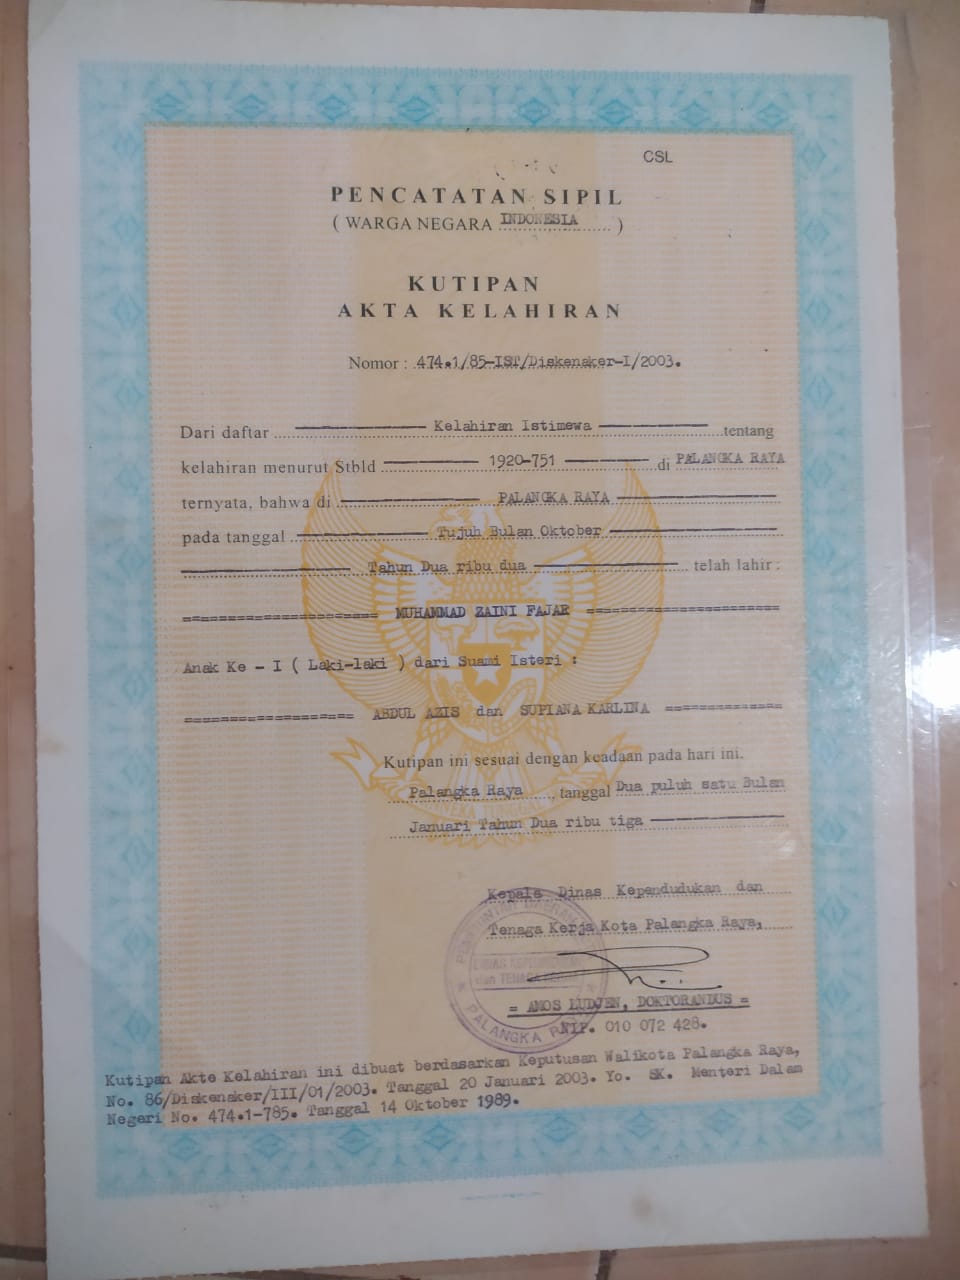 CSL
PENCATATAN SIPIL
( WARGA NEGARA INDONESIA )
KUTIPAN
AKTA KELAHIRAN
Nomor : 474.1/85-IST/Diskenaker-I/2003.
Dari daftar Kelahiran Istimewa tentang
kelahiran menurut Stbld 1920-751 di PALANGKA RAYA
ternyata, bahwa di PALANGKA RAYA
pada tanggal Tujuh Bulan Oktober
Tahun Dua ribu dua telah lahir :
MUHAMMAD ZAINI FAJAR
Anak Ke - I ( Laki-laki ) dari Suami Isteri :
ABDUL AZIS dan SUPIANA KARLINA
Kutipan ini sesuai dengan keadaan pada hari ini.
Palangka Raya, tanggal Dua puluh satu Bulan
Januari Tahun Dua ribu tiga
Kepala Dinas Kependudukan dan
Tenaga Kerja Kota Palangka Raya,
= AMOS LUDJEN, DOKTORANDUS =
NIP. 010 072 428.
PALANGKA RAYA
Kutipan Akte Kelahiran ini dibuat berdasarkan Keputusan Walikota Palangka Raya,
No. 86/Diskenaker/III/01/2003. Tanggal 20 Januari 2003. Yo. SK. Menteri Dalam
Negeri No. 474.1-785. Tanggal 14 Oktober 1989.